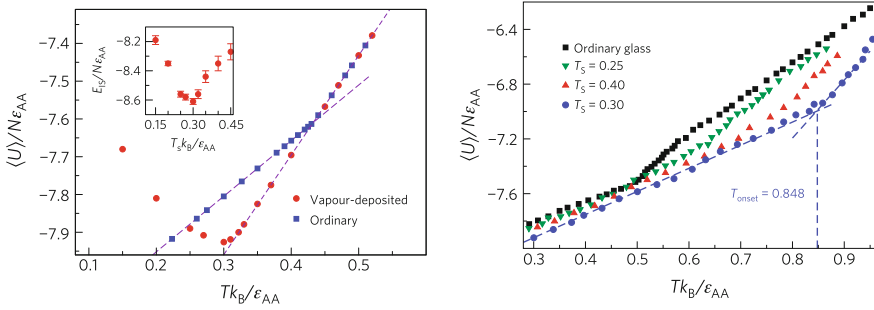 −7.4
−7.5
−7.6
−7.7
−7.8
−7.9
⟨U⟩/Nε_AA
0.1 0.2 0.3 0.4 0.5
Tk_B/ε_AA
−8.2
−8.4
−8.6
E_IS/Nε_AA
0.15 0.30 0.45
T_s k_B/ε_AA
Vapour-deposited
Ordinary
−6.4
−6.8
−7.2
−7.6
⟨U⟩/Nε_AA
Ordinary glass
T_S = 0.25
T_S = 0.40
T_S = 0.30
T_onset = 0.848
0.3 0.4 0.5 0.6 0.7 0.8 0.9
Tk_B/ε_AA